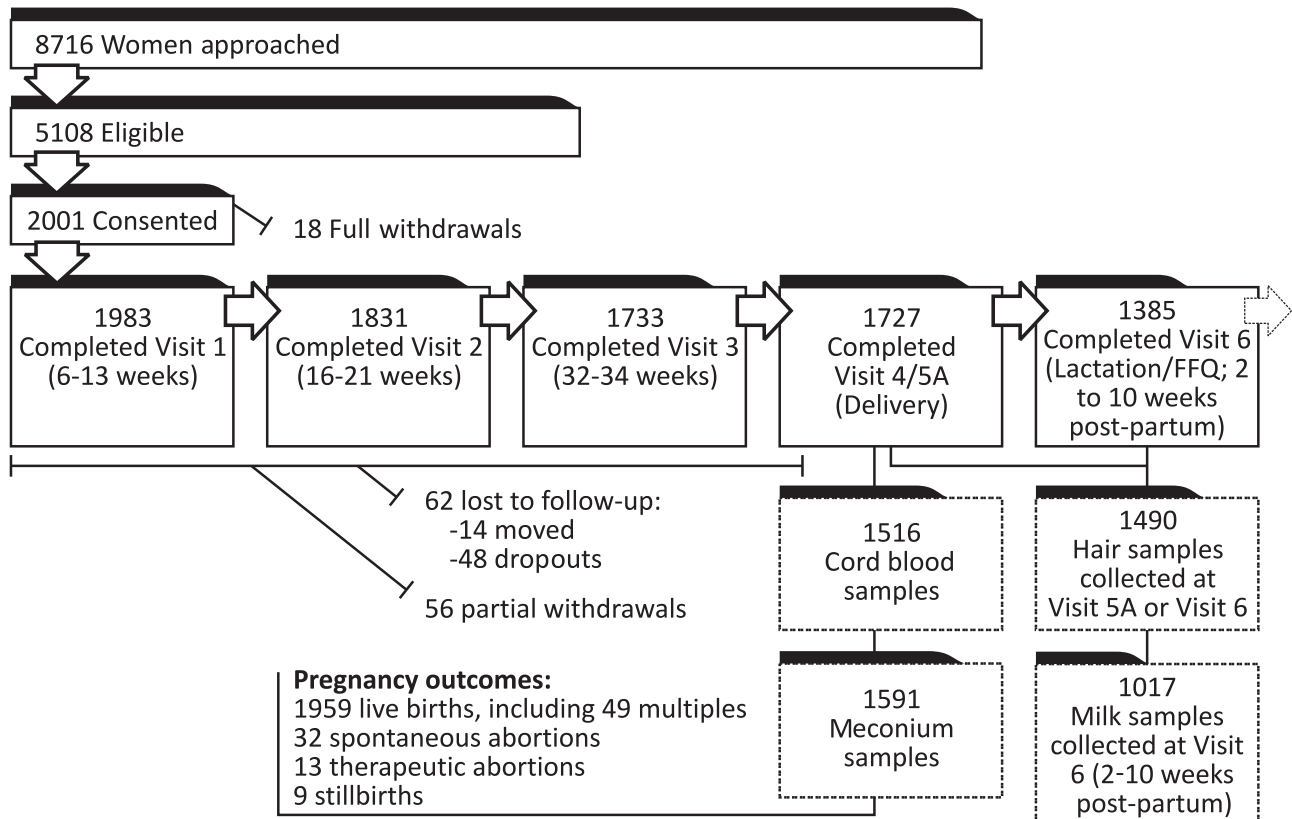 8716 Women approached
5108 Eligible
2001 Consented
18 Full withdrawals
1983
Completed Visit 1
(6-13 weeks)
1831
Completed Visit 2
(16-21 weeks)
1733
Completed Visit 3
(32-34 weeks)
1727
Completed
Visit 4/5A
(Delivery)
1385
Completed Visit 6
(Lactation/FFQ; 2
to 10 weeks
post-partum)
62 lost to follow-up:
-14 moved
-48 dropouts
56 partial withdrawals
1516
Cord blood
samples
1490
Hair samples
collected at
Visit 5A or Visit 6
Pregnancy outcomes:
1959 live births, including 49 multiples
32 spontaneous abortions
13 therapeutic abortions
9 stillbirths
1591
Meconium
samples
1017
Milk samples
collected at Visit
6 (2-10 weeks
post-partum)